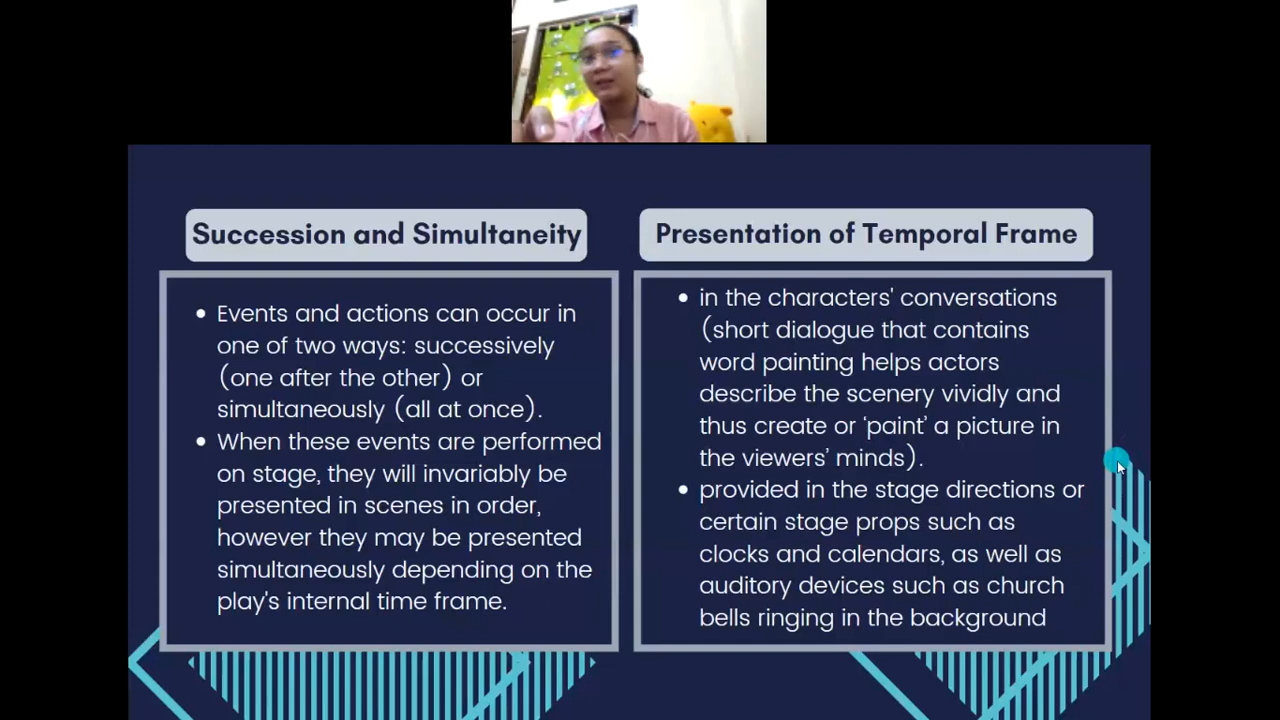 Succession and Simultaneity
Events and actions can occur in
one of two ways: successively
(one after the other) or
simultaneously (all at once).
When these events are performed
on stage, they will invariably be
presented in scenes in order,
however they may be presented
simultaneously depending on the
play's internal time frame.
Presentation of Temporal Frame
in the characters' conversations
(short dialogue that contains
word painting helps actors
describe the scenery vividly and
thus create or ‘paint’ a picture in
the viewers’ minds).
provided in the stage directions or
certain stage props such as
clocks and calendars, as well as
auditory devices such as church
bells ringing in the background